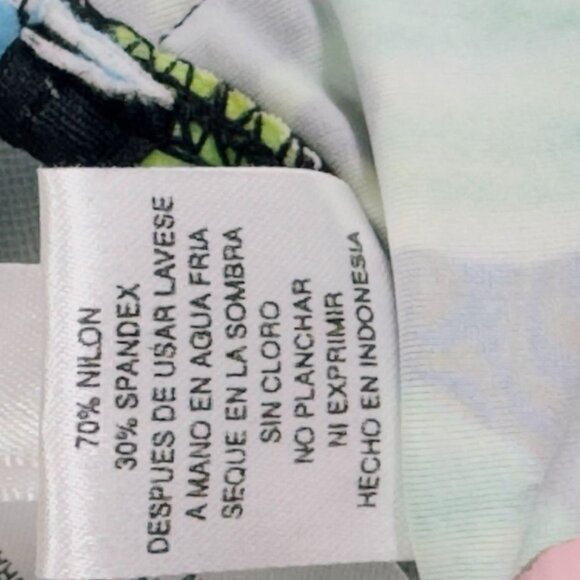 70% NILON
30% SPANDEX
DESPUES DE USAR LAVESE
A MANO EN AQUA FRIA
SEQUE EN LA SOMBRA
SIN CLORO
NO PLANCHAR
NI EXPRIMIR
HECHO EN INDONESIA